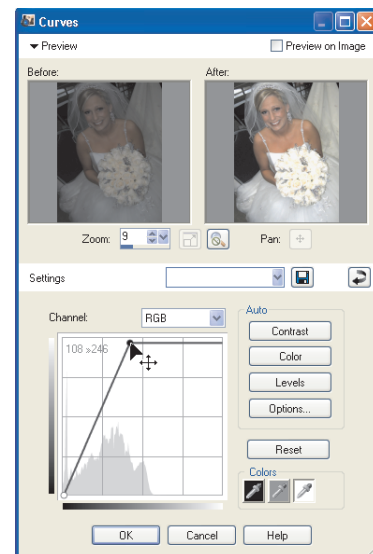 Curves
Preview
Preview on Image
Before:
After:
Zoom: 9
Pan:
Settings
Channel: RGB
108 »246
Auto
Contrast
Color
Levels
Options...
Reset
Colors
OK
Cancel
Help